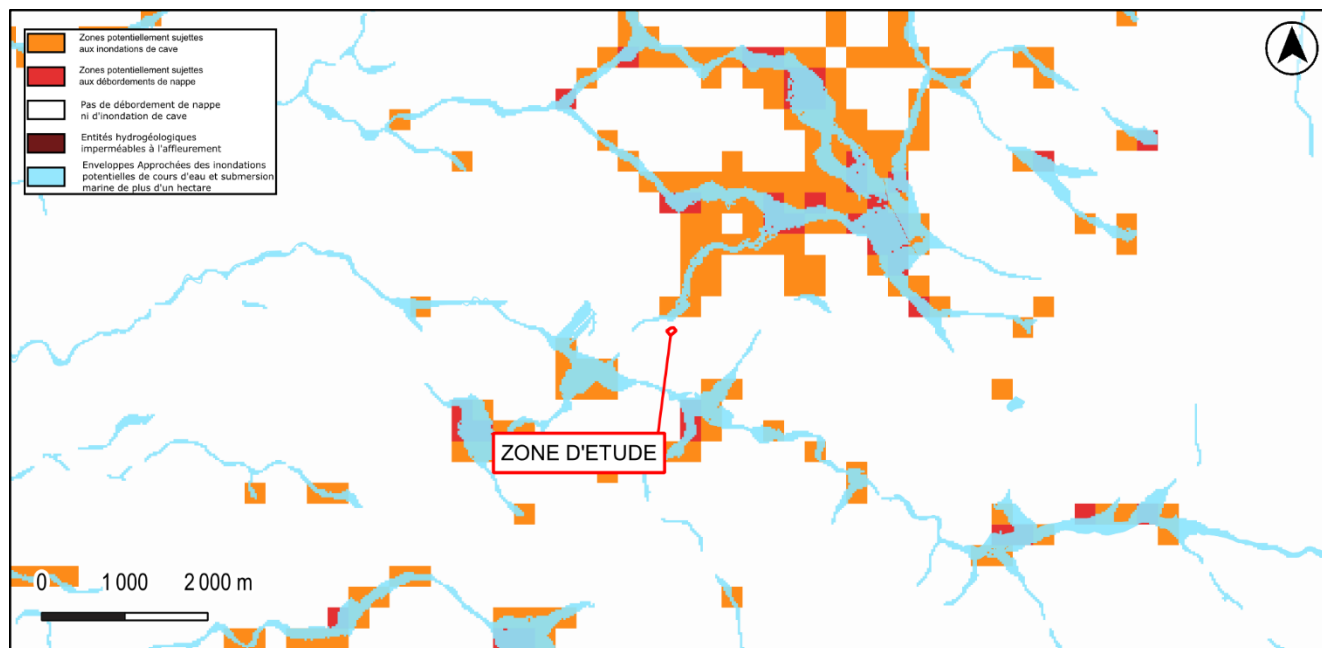 Zones potentiellement sujettes
aux inondations de cave
Zones potentiellement sujettes
aux débordements de nappe
Pas de débordement de nappe
ni d'inondation de cave
Entités hydrogéologiques
imperméables à l'affleurement
Enveloppes Approchées des inondations
potentielles de cours d'eau et submersion
marine de plus d'un hectare
ZONE D'ETUDE
0 1 000 2 000 m